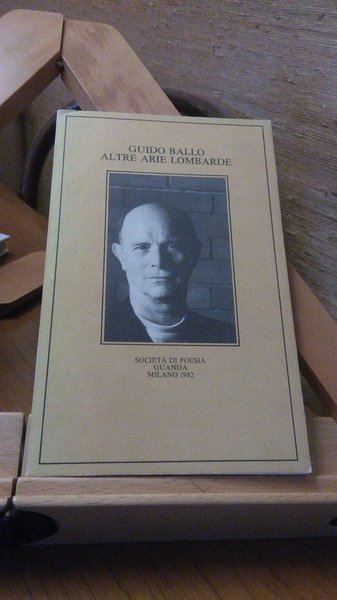 GUIDO BALLO
ALTRE ARIE LOMBARDE
SOCIETÀ DI POESIA
GUANDA
MILANO 1982